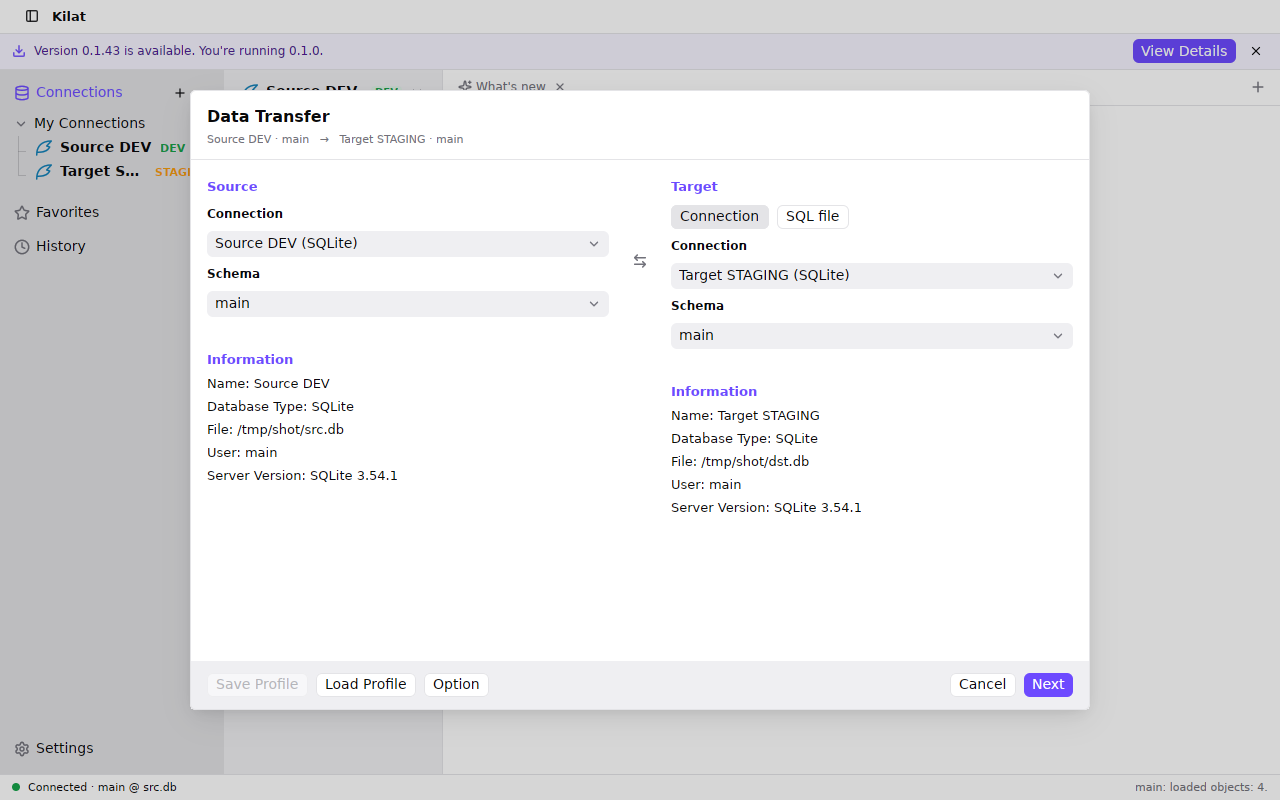 Kilat
Version 0.1.43 is available. You're running 0.1.0.
View Details
Connections
My Connections
Source DEV DEV
Target S... STAGI
Favorites
History
Settings
Source DEV DEV
What's new
Data Transfer
Source DEV · main → Target STAGING · main
Source
Connection
Source DEV (SQLite)
Schema
main
Information
Name: Source DEV
Database Type: SQLite
File: /tmp/shot/src.db
User: main
Server Version: SQLite 3.54.1
Target
Connection SQL file
Connection
Target STAGING (SQLite)
Schema
main
Information
Name: Target STAGING
Database Type: SQLite
File: /tmp/shot/dst.db
User: main
Server Version: SQLite 3.54.1
Save Profile Load Profile Option Cancel Next
Connected · main @ src.db
main: loaded objects: 4.